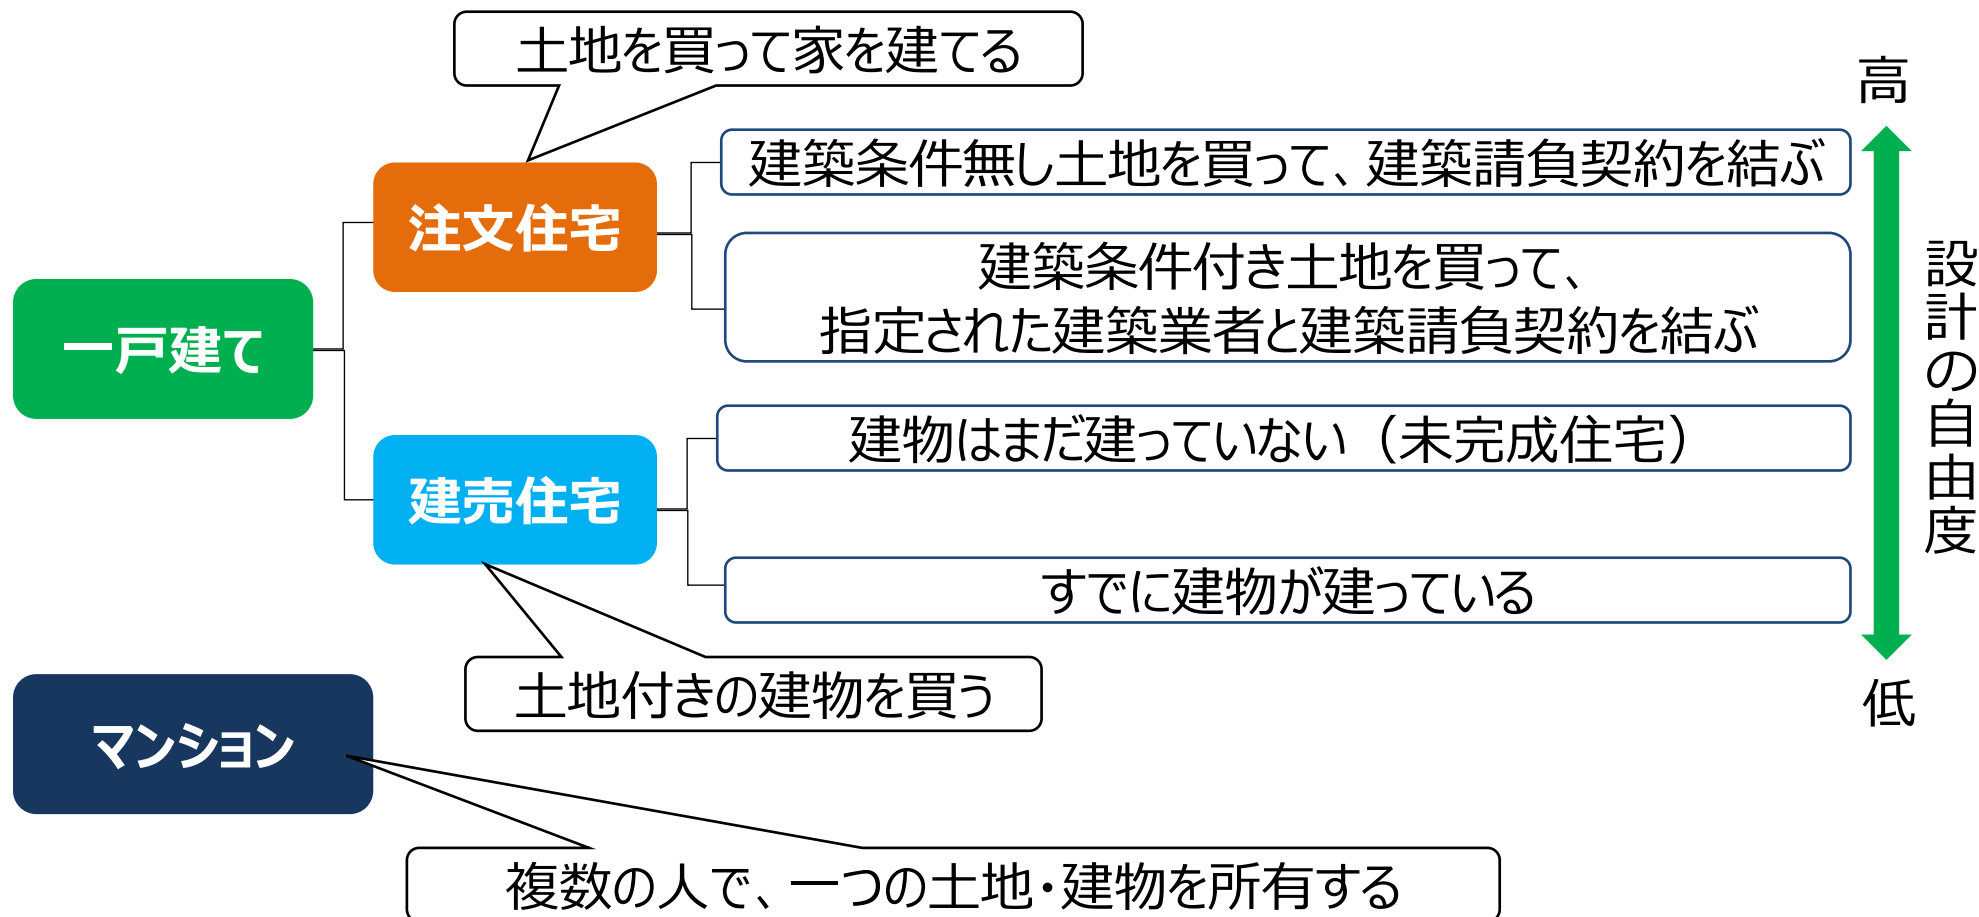 土地を買って家を建てる
高
建築条件無し土地を買って、建築請負契約を結ぶ
注文住宅
建築条件付き土地を買って、
指定された建築業者と建築請負契約を結ぶ
設計の自由度
一戸建て
建物はまだ建っていない（未完成住宅）
建売住宅
すでに建物が建っている
土地付きの建物を買う
低
マンション
複数の人で、一つの土地・建物を所有する